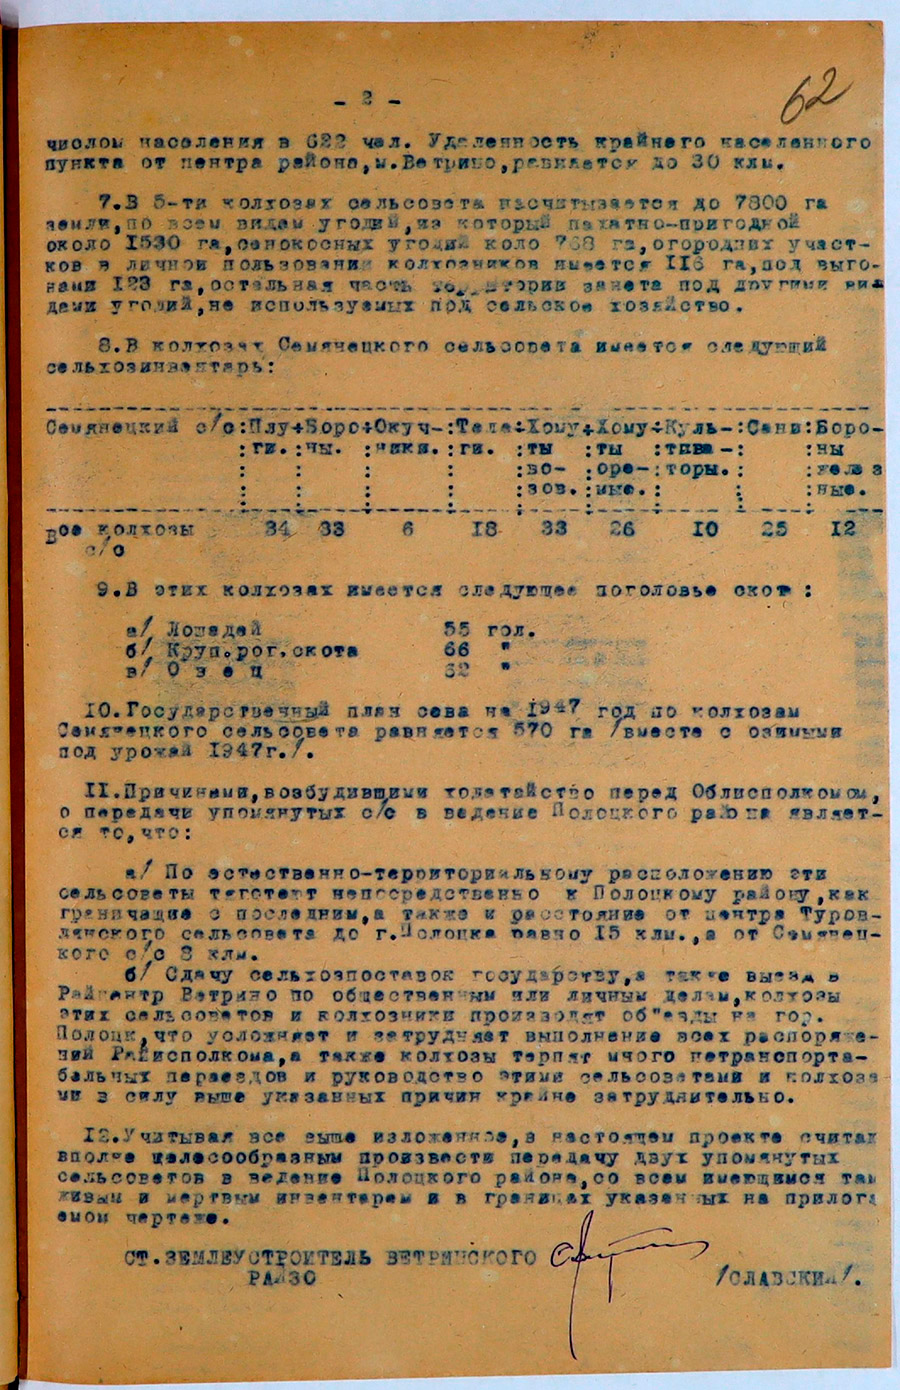 62
- 2 -
числом населения в 622 чел. Удаленность крайнего населенного
пункта от центра района,м.Ветрино,равняется до 30 клм.
7.В 5-ти колхозах сельсовета насчитывается до 7800 га
земли,по всем видам угодий,из который пахатно-пригодной
около 1530 га,сенокосных угодий коло 768 га,огородних участ-
ков в личном пользовании колхозников имеется 116 га,под выго-
нами 123 га,остальная часть территории занята под другими вид
дами угодий,не используемых под сельское хозяйство.
8.В колхозах Семянецкого сельсовета имеется следующий
сельхозинвентарь:
Семянецкий с/с:Плу-:Боро-:Окуч-:Теле-:Хому-:Хому-:Куль-:Сани:Боро-
:ги.:ны.:ники.:ги.:ты:ты:тива-::ны
:во-:оре-:торы.::желез
:зов.:мые.:::ные.
Все колхозы 34 33 6 18 33 26 10 25 12
с/с
9.В этих колхозах имеется следующее поголовье скота:
а/ Лошадей 55 гол.
б/ Круп.рог.скота 66 "
в/ О в е ц "
10.Государственный план сева на 1947 год по колхозам
Семянецкого сельсовета равняется 570 га /вместе с озимыми
под урожай 1947г./.
11.Причинами,возбудившими ходатайство перед Облисполкомом,
о передачи упомянутых с/с в ведение Полоцкого района являет-
ся то,что:
а/ По эстественно-территориальному расположению эти
сельсоветы тяготеют непосредственно к Полоцкому району,как
граничащие с последним,а также и расстояние от центра Туров-
лянского сельсовета до г.Полоцка равно 15 клм.,а от Семянец-
кого с/с 8 клм.
б/ Сдачу сельхозпоставок государству,а также выезд в
Райцентр Ветрино по общественным или личным делам,колхозы
этих сельсоветов и колхозники производят об"езды на гор.
Полоцк,что усложняет и затрудняет выполнение всех распоряже-
ний Райисполкома,а также колхозы терпят много нетранспорта-
бельных переездов и руководство этими сельсоветами и колхоза
ми в силу выше указанных причин крайне затруднительно.
12.Учитывая все выше изложенное,в настоящем проекте считаю
вполне целесообразным произвести передачу двух упомянутых
сельсоветов в ведение Полоцкого района,со всем имеющимся там
живым и мертвым инвентарем и в границах указанных на прилога
емом чертеже.
СТ.ЗЕМЛЕУСТРОИТЕЛЬ ВЕТРИНСКОГО
РАЙЗО /СЛАВСКИЙ/.